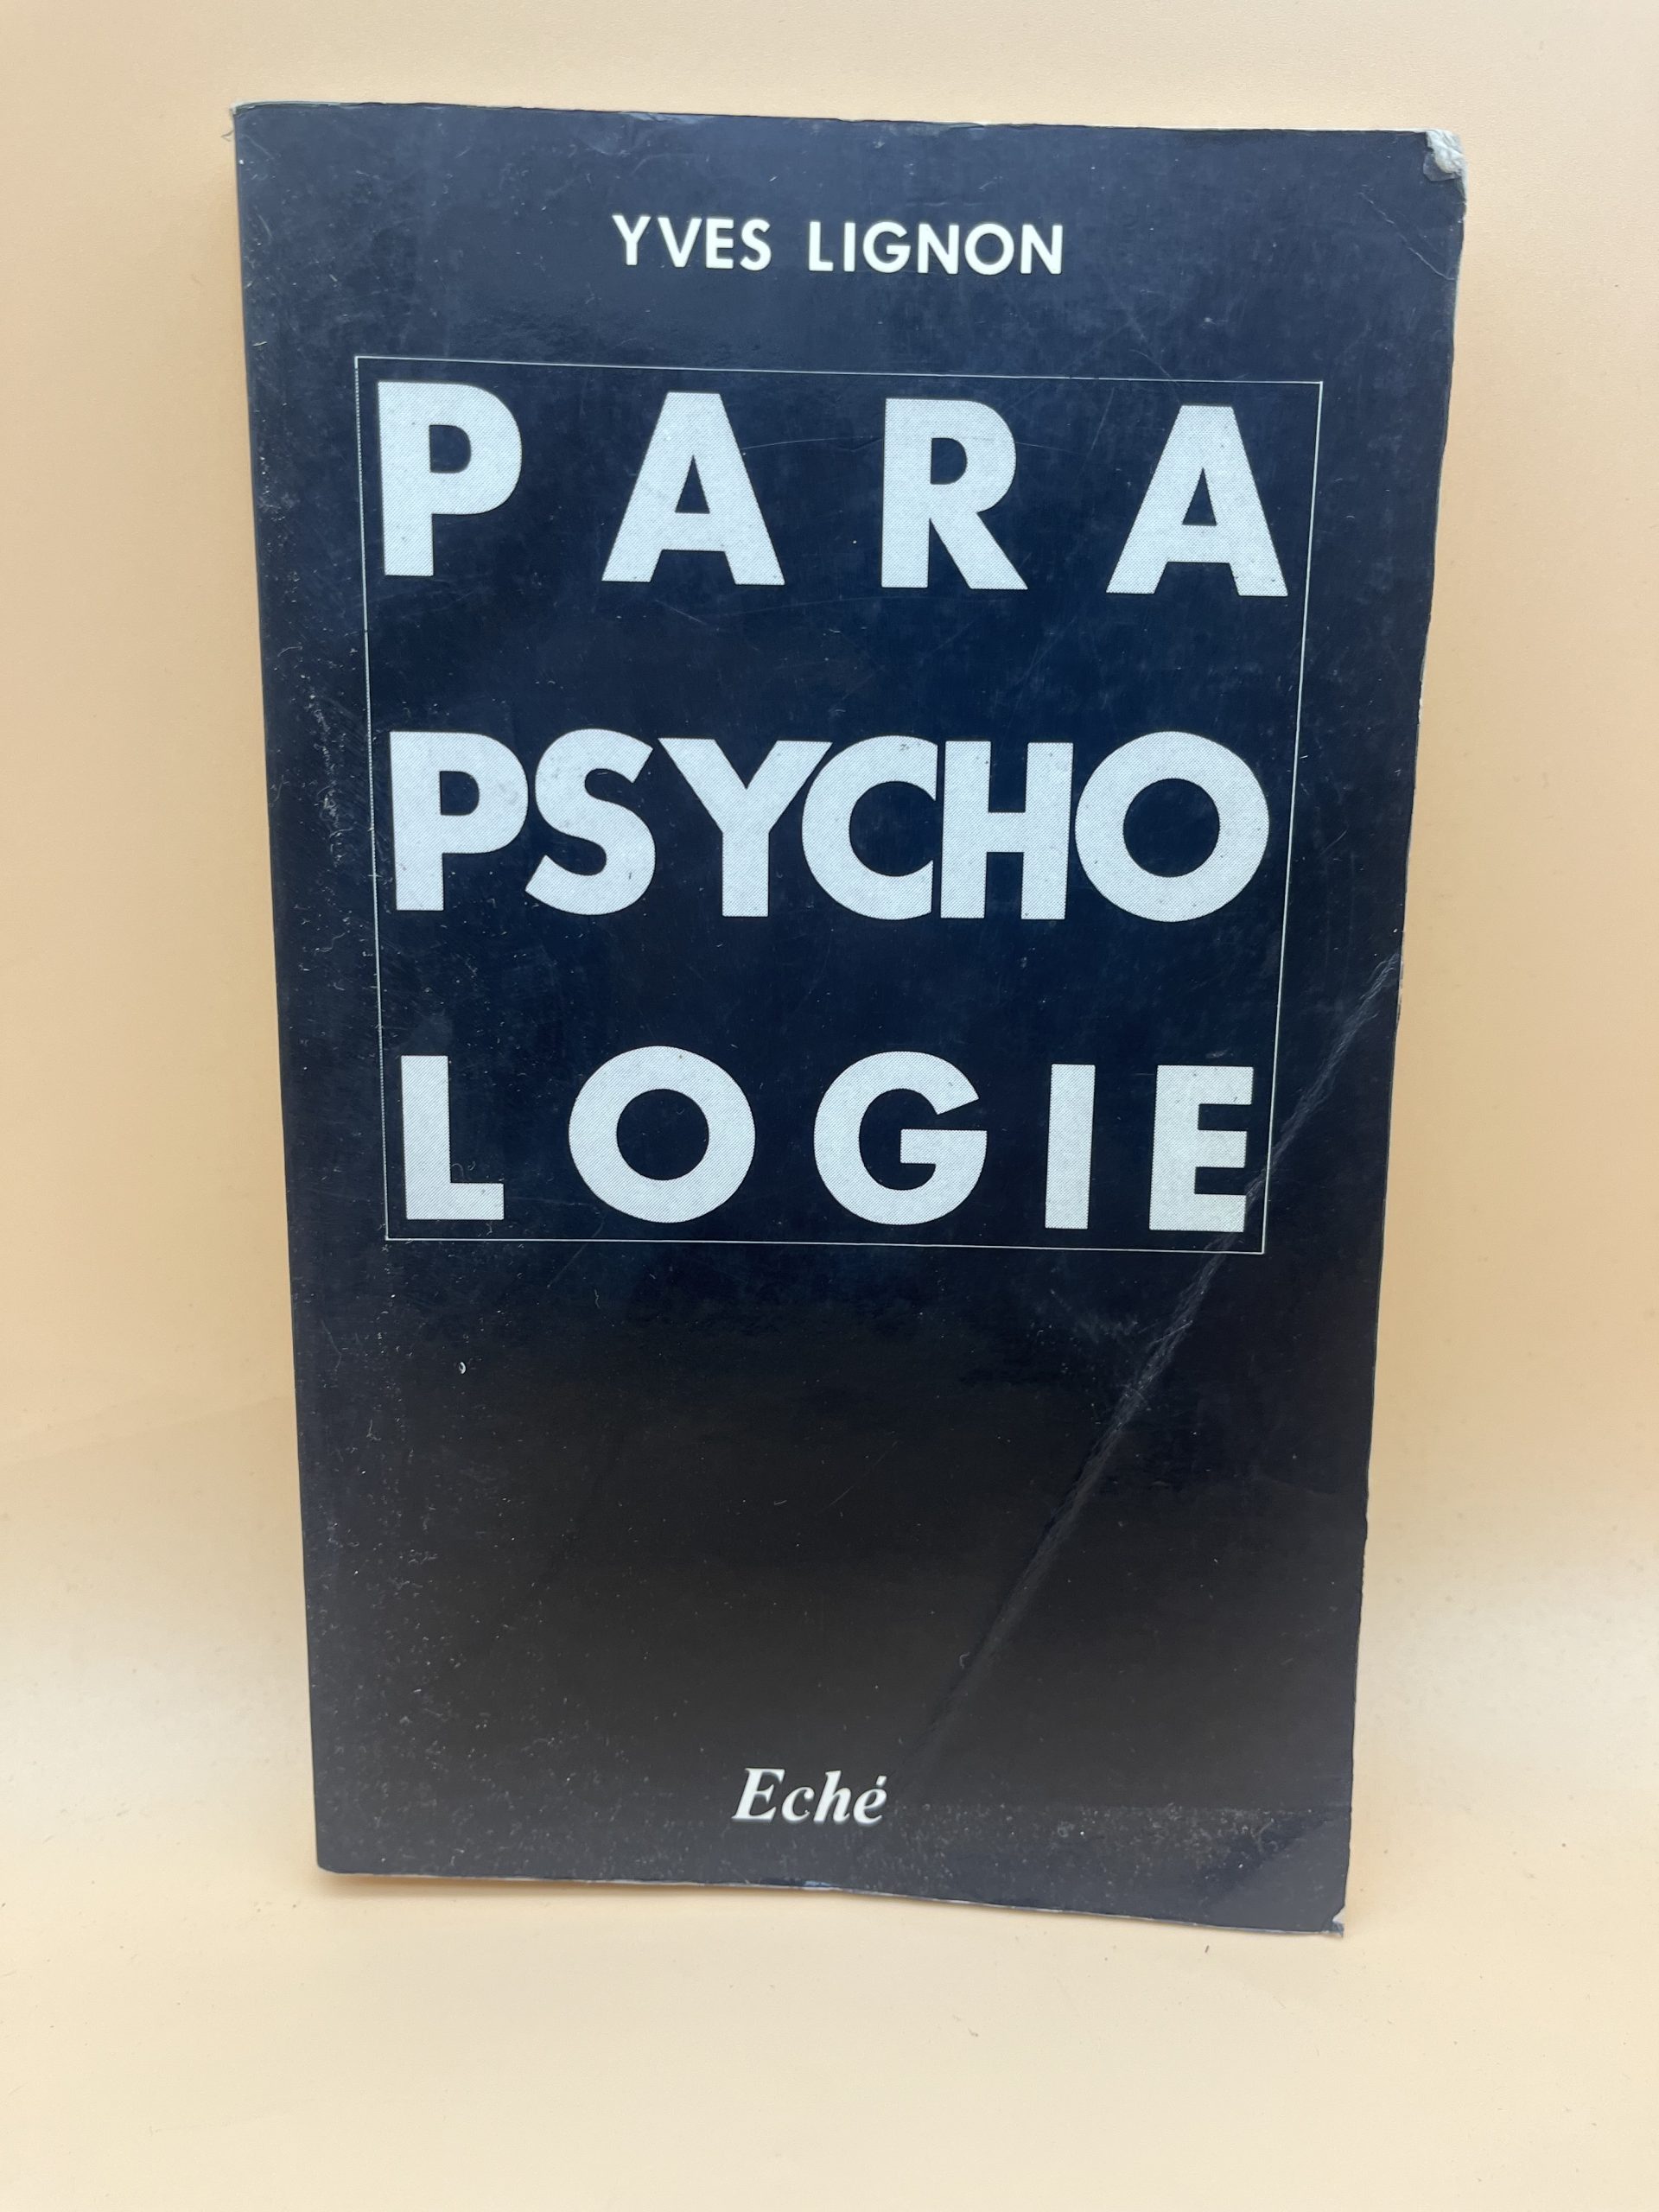 YVES LIGNON
PARA
PSYCHO
LOGIE
Eché